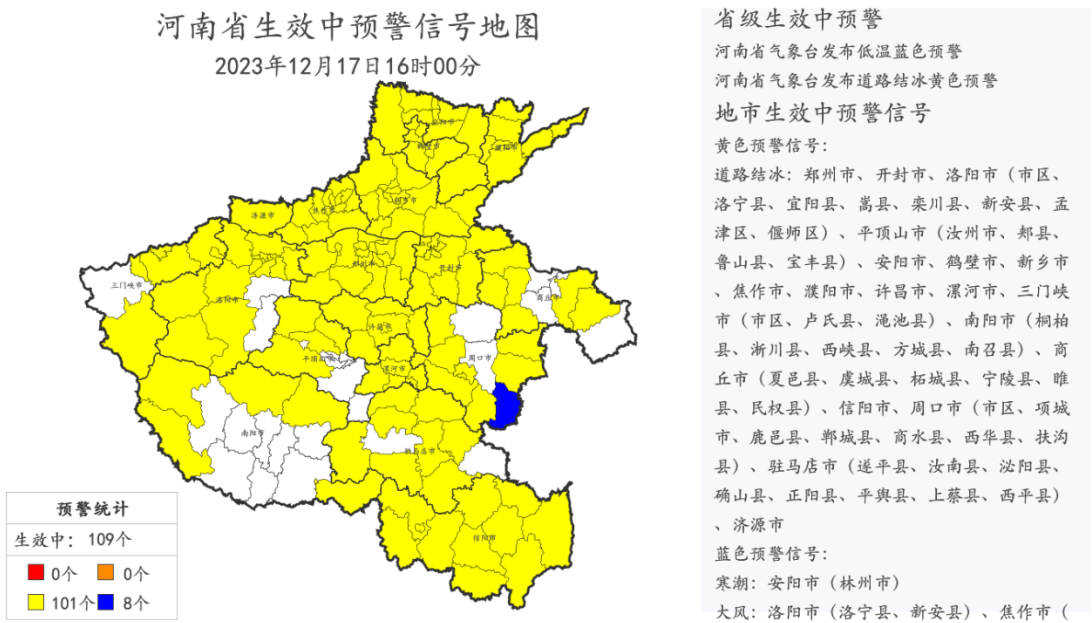 河南省生效中预警信号地图
2023年12月17日16时00分
安阳市
鹤壁市
濮阳市
新乡市
焦作市
济源市
郑州市
开封市
三门峡市
洛阳市
商丘市
许昌市
平顶山市
漯河市
周口市
南阳市
驻马店市
信阳市
预警统计
生效中: 109个
0个 0个
101个 8个
省级生效中预警
河南省气象台发布低温蓝色预警
河南省气象台发布道路结冰黄色预警
地市生效中预警信号
黄色预警信号:
道路结冰: 郑州市、开封市、洛阳市（市区、
洛宁县、宜阳县、嵩县、栾川县、新安县、孟
津区、偃师区）、平顶山市（汝州市、郏县、
鲁山县、宝丰县）、安阳市、鹤壁市、新乡市
、焦作市、濮阳市、许昌市、漯河市、三门峡
市（市区、卢氏县、渑池县）、南阳市（桐柏
县、淅川县、西峡县、方城县、南召县）、商
丘市（夏邑县、虞城县、柘城县、宁陵县、睢
县、民权县）、信阳市、周口市（市区、项城
市、鹿邑县、郸城县、商水县、西华县、扶沟
县）、驻马店市（遂平县、汝南县、泌阳县、
确山县、正阳县、平舆县、上蔡县、西平县）
、济源市
蓝色预警信号:
寒潮: 安阳市（林州市）
大风: 洛阳市（洛宁县、新安县）、焦作市（